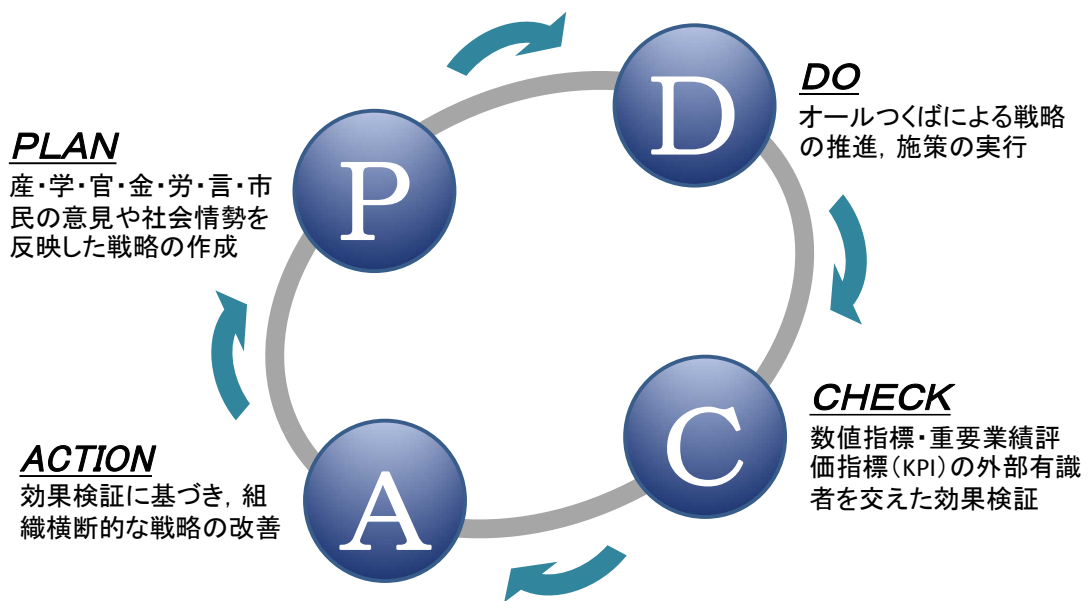 P
PLAN
産・学・官・金・労・言・市
民の意見や社会情勢を
反映した戦略の作成
D
DO
オールつくばによる戦略
の推進，施策の実行
C
CHECK
数値指標・重要業績評
価指標（KPI）の外部有識
者を交えた効果検証
A
ACTION
効果検証に基づき，組
織横断的な戦略の改善